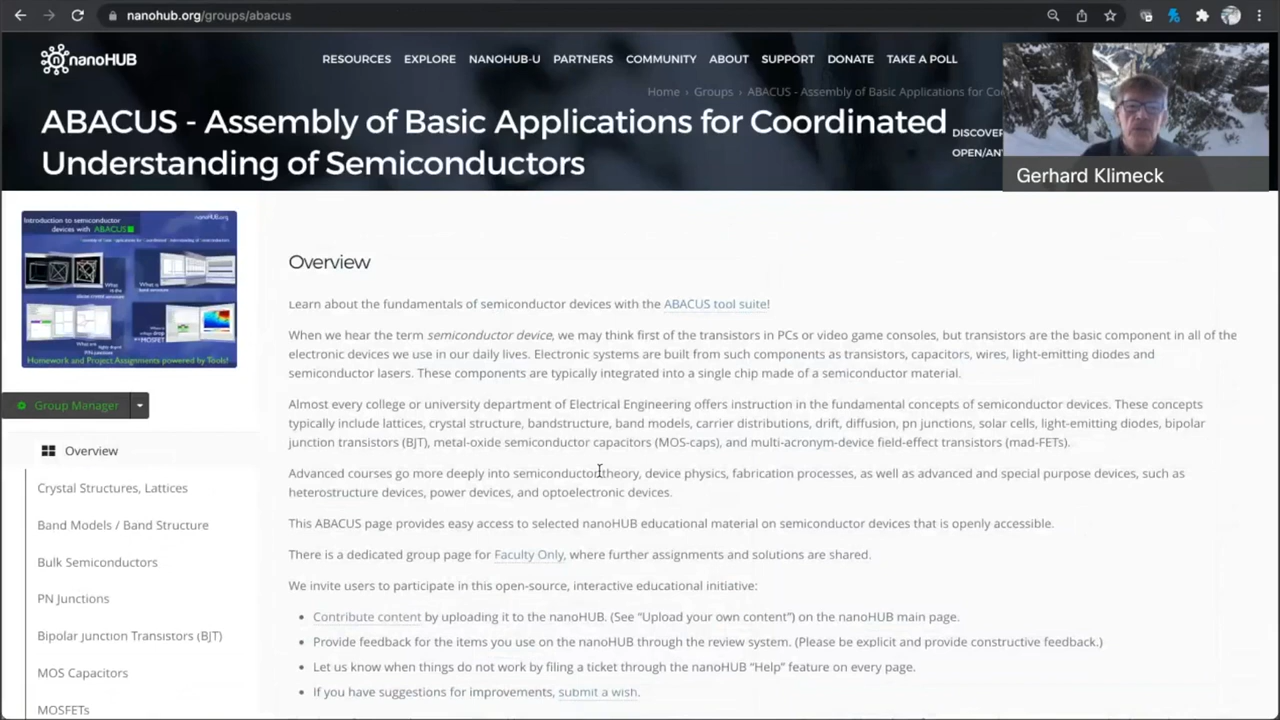 nanohub.org/groups/abacus
nanoHUB
RESOURCES EXPLORE NANOHUB-U PARTNERS COMMUNITY ABOUT SUPPORT DONATE TAKE A POLL
Home › Groups › ABACUS - Assembly of Basic Applications for Co
ABACUS - Assembly of Basic Applications for Coordinated
Understanding of Semiconductors
DISCOVER
OPEN/ANY
Gerhard Klimeck
Introduction to semiconductor
devices with ABACUS
nanoHUB.org
Homework and Project Assignments powered by Tools!
Group Manager
Overview
Crystal Structures, Lattices
Band Models / Band Structure
Bulk Semiconductors
PN Junctions
Bipolar Junction Transistors (BJT)
MOS Capacitors
MOSFETs
Overview
Learn about the fundamentals of semiconductor devices with the ABACUS tool suite!
When we hear the term semiconductor device, we may think first of the transistors in PCs or video game consoles, but transistors are the basic component in all of the
electronic devices we use in our daily lives. Electronic systems are built from such components as transistors, capacitors, wires, light-emitting diodes and
semiconductor lasers. These components are typically integrated into a single chip made of a semiconductor material.
Almost every college or university department of Electrical Engineering offers instruction in the fundamental concepts of semiconductor devices. These concepts
typically include lattices, crystal structure, bandstructure, band models, carrier distributions, drift, diffusion, pn junctions, solar cells, light-emitting diodes, bipolar
junction transistors (BJT), metal-oxide semiconductor capacitors (MOS-caps), and multi-acronym-device field-effect transistors (mad-FETs).
Advanced courses go more deeply into semiconductor theory, device physics, fabrication processes, as well as advanced and special purpose devices, such as
heterostructure devices, power devices, and optoelectronic devices.
This ABACUS page provides easy access to selected nanoHUB educational material on semiconductor devices that is openly accessible.
There is a dedicated group page for Faculty Only, where further assignments and solutions are shared.
We invite users to participate in this open-source, interactive educational initiative:
• Contribute content by uploading it to the nanoHUB. (See “Upload your own content”) on the nanoHUB main page.
• Provide feedback for the items you use on the nanoHUB through the review system. (Please be explicit and provide constructive feedback.)
• Let us know when things do not work by filing a ticket through the nanoHUB “Help” feature on every page.
• If you have suggestions for improvements, submit a wish.